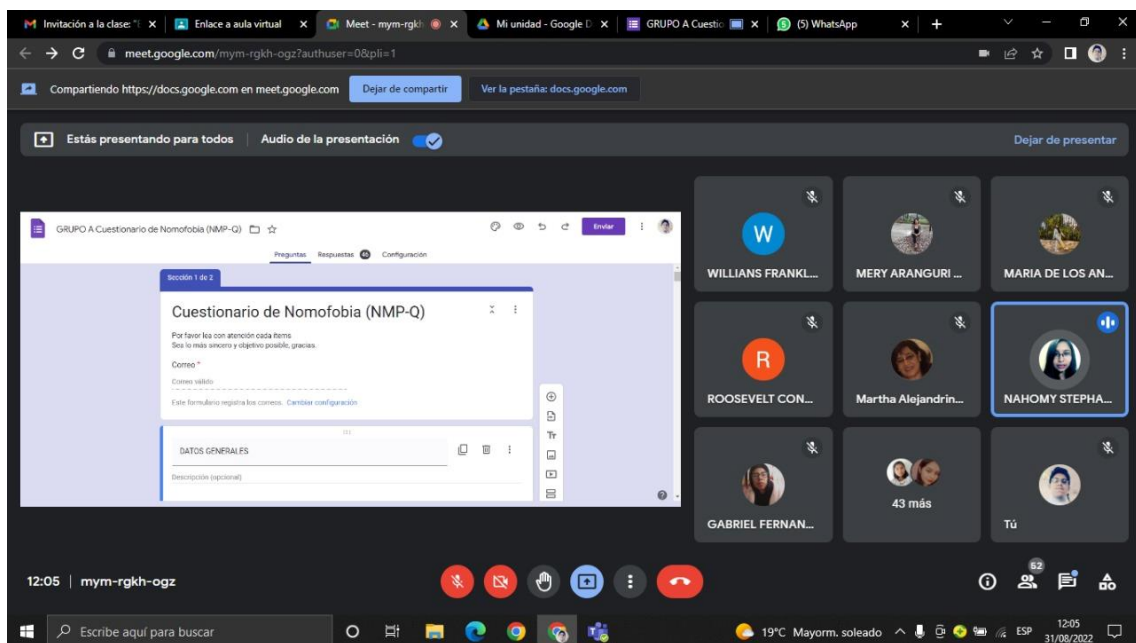 Invitación a la clase: "E
Enlace a aula virtual
Meet - mym-rgkh
Mi unidad - Google D
GRUPO A Cuestio
(5) WhatsApp
meet.google.com/mym-rgkh-ogz?authuser=0&pli=1
Compartiendo https://docs.google.com en meet.google.com
Dejar de compartir
Ver la pestaña: docs.google.com
Estás presentando para todos
Audio de la presentación
Dejar de presentar
GRUPO A Cuestionario de Nomofobia (NMP-Q)
Enviar
Preguntas
Respuestas
Configuración
Sección 1 de 2
Cuestionario de Nomofobia (NMP-Q)
Por favor lea con atención cada ítems
Sea lo más sincero y objetivo posible, gracias.
Correo *
Correo válido
Este formulario registra los correos. Cambiar configuración
DATOS GENERALES
Descripción (opcional)
Tr
W
WILLIANS FRANKL...
MERY ARANGURI ...
MARIA DE LOS AN...
R
ROOSEVELT CON...
Martha Alejandrin...
NAHOMY STEPHA...
GABRIEL FERNAN...
43 más
Tú
12:05 | mym-rgkh-ogz
52
Escribe aquí para buscar
19°C Mayorm. soleado
ESP
12:05
31/08/2022